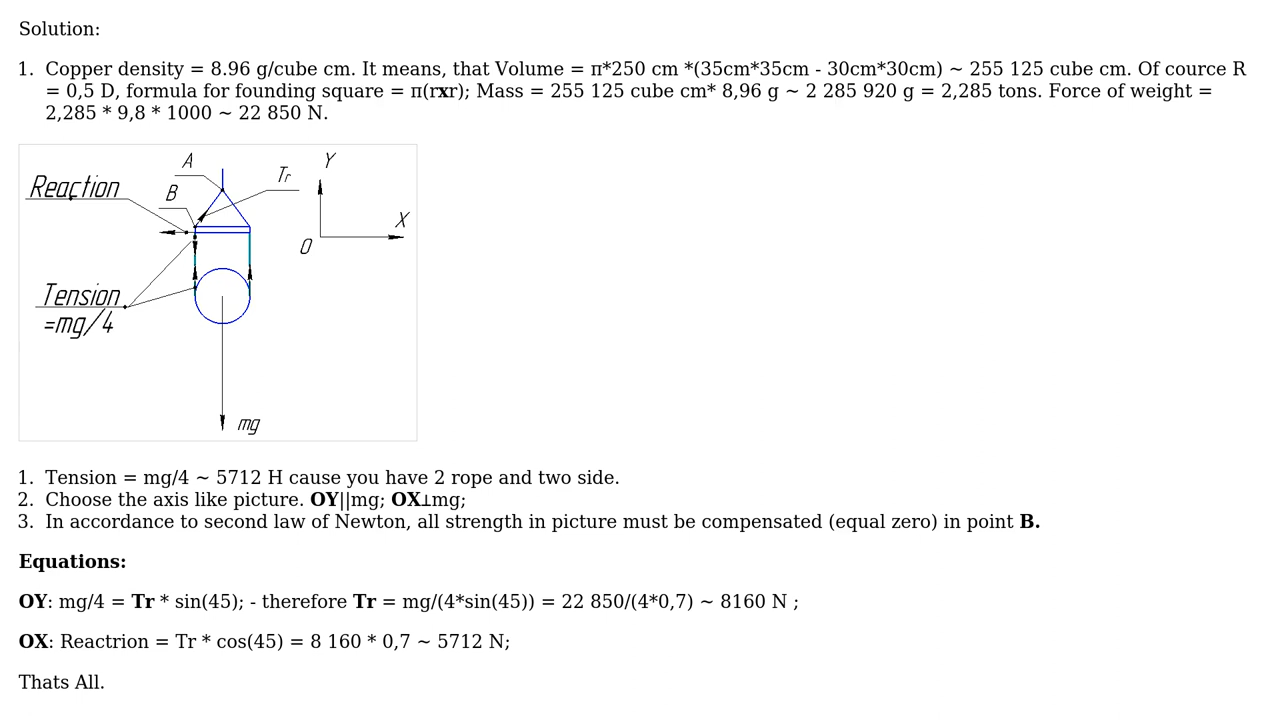 Solution:
1. Copper density = 8.96 g/cube cm. It means, that Volume = π*250 cm *(35cm*35cm - 30cm*30cm) ~ 255 125 cube cm. Of cource R
= 0,5 D, formula for founding square = π(rxr); Mass = 255 125 cube cm* 8,96 g ~ 2 285 920 g = 2,285 tons. Force of weight =
2,285 * 9,8 * 1000 ~ 22 850 N.
A
Y
Tr
Reaction
B
X
O
Tension
=mg/4
mg
1. Tension = mg/4 ~ 5712 H cause you have 2 rope and two side.
2. Choose the axis like picture. OY||mg; OX⊥mg;
3. In accordance to second law of Newton, all strength in picture must be compensated (equal zero) in point B.
Equations:
OY: mg/4 = Tr * sin(45); - therefore Tr = mg/(4*sin(45)) = 22 850/(4*0,7) ~ 8160 N ;
OX: Reactrion = Tr * cos(45) = 8 160 * 0,7 ~ 5712 N;
Thats All.